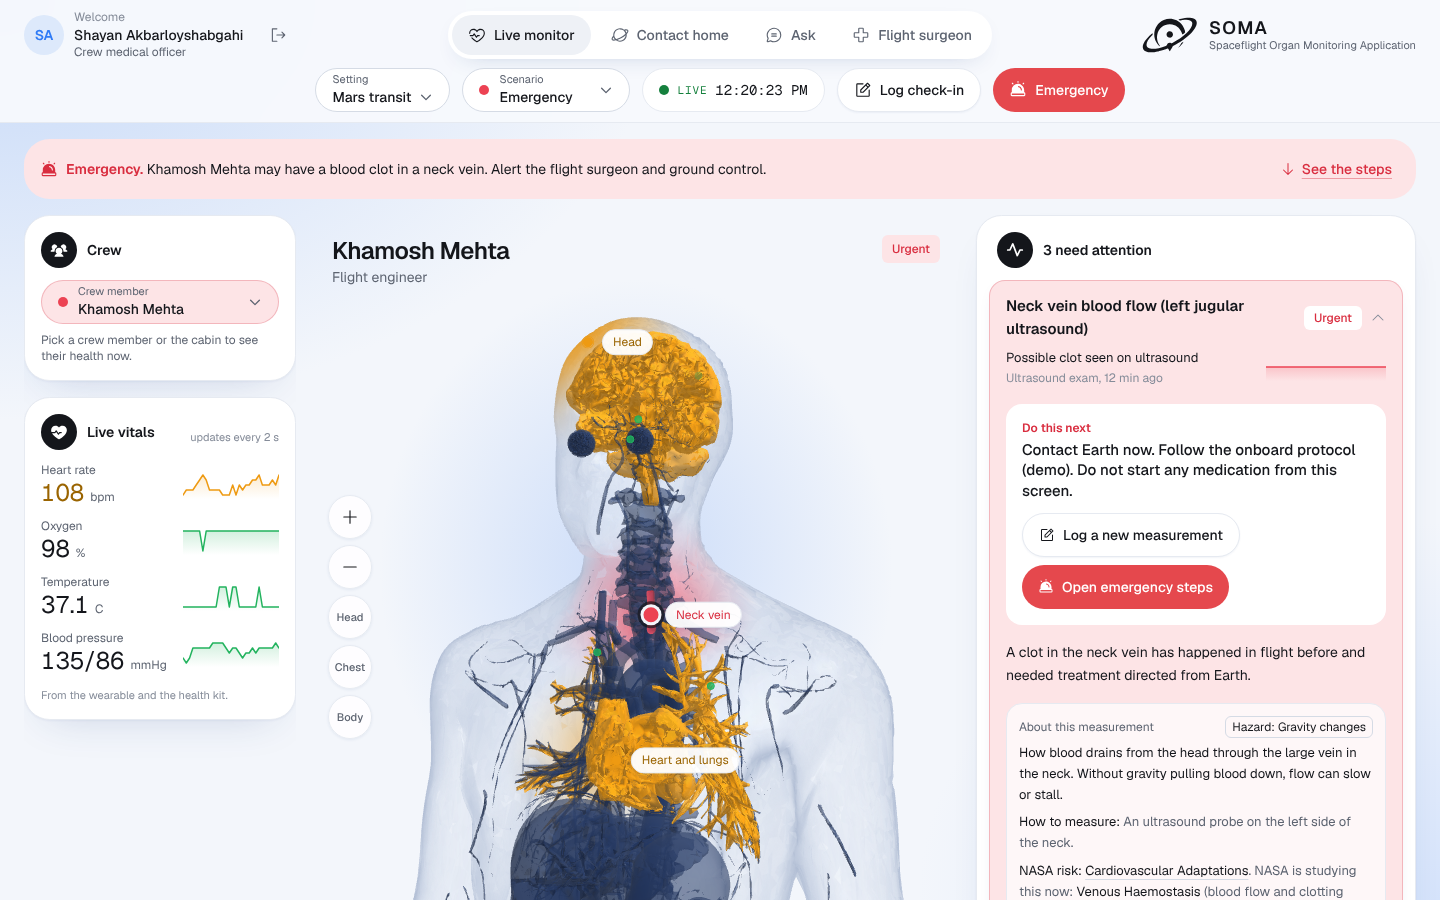 SA
Welcome
Shayan Akbarloyshabgahi
Crew medical officer
Live monitor
Contact home
Ask
Flight surgeon
SOMA
Spaceflight Organ Monitoring Application
Setting
Mars transit
Scenario
Emergency
LIVE 12:20:23 PM
Log check-in
Emergency
Emergency. Khamosh Mehta may have a blood clot in a neck vein. Alert the flight surgeon and ground control.
See the steps
Crew
Crew member
Khamosh Mehta
Pick a crew member or the cabin to see
their health now.
Live vitals
updates every 2 s
Heart rate
108 bpm
Oxygen
98 %
Temperature
37.1 C
Blood pressure
135/86 mmHg
From the wearable and the health kit.
Khamosh Mehta
Flight engineer
Urgent
Head
Neck vein
Heart and lungs
+
−
Head
Chest
Body
3 need attention
Neck vein blood flow (left jugular
ultrasound)
Urgent
Possible clot seen on ultrasound
Ultrasound exam, 12 min ago
Do this next
Contact Earth now. Follow the onboard protocol
(demo). Do not start any medication from this
screen.
Log a new measurement
Open emergency steps
A clot in the neck vein has happened in flight before and
needed treatment directed from Earth.
About this measurement
Hazard: Gravity changes
How blood drains from the head through the large vein in
the neck. Without gravity pulling blood down, flow can slow
or stall.
How to measure: An ultrasound probe on the left side of
the neck.
NASA risk: Cardiovascular Adaptations. NASA is studying
this now: Venous Haemostasis (blood flow and clotting